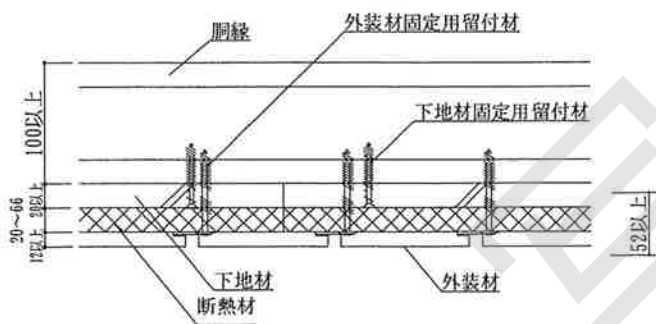 胴縁
外装材固定用留付材
下地材固定用留付材
100以上
20以上
20～66
12以上
52以上
下地材
断熱材
外装材